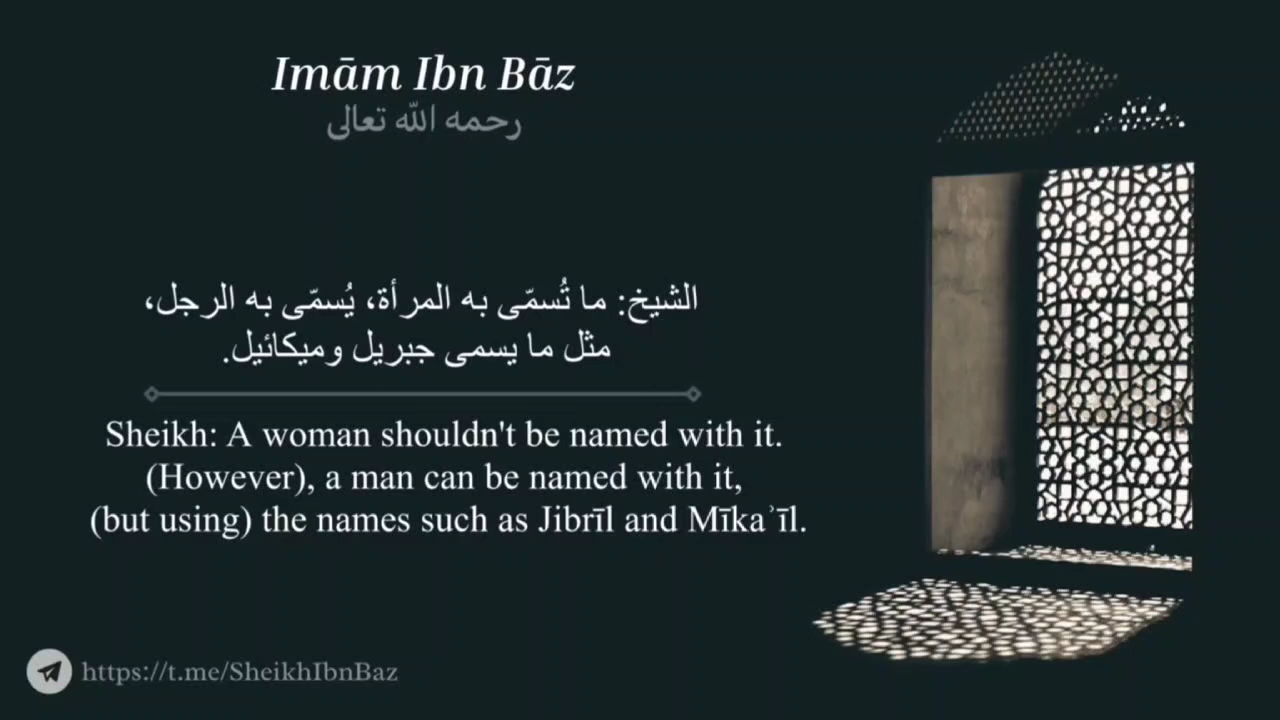 Imām Ibn Bāz
رحمه الله تعالى
الشيخ: ما تُسمّى به المرأة، يُسمّى به الرجل،
مثل ما يسمى جبريل وميكائيل.
Sheikh: A woman shouldn't be named with it.
(However), a man can be named with it,
(but using) the names such as Jibrīl and Mīkaʾīl.
https://t.me/SheikhIbnBaz